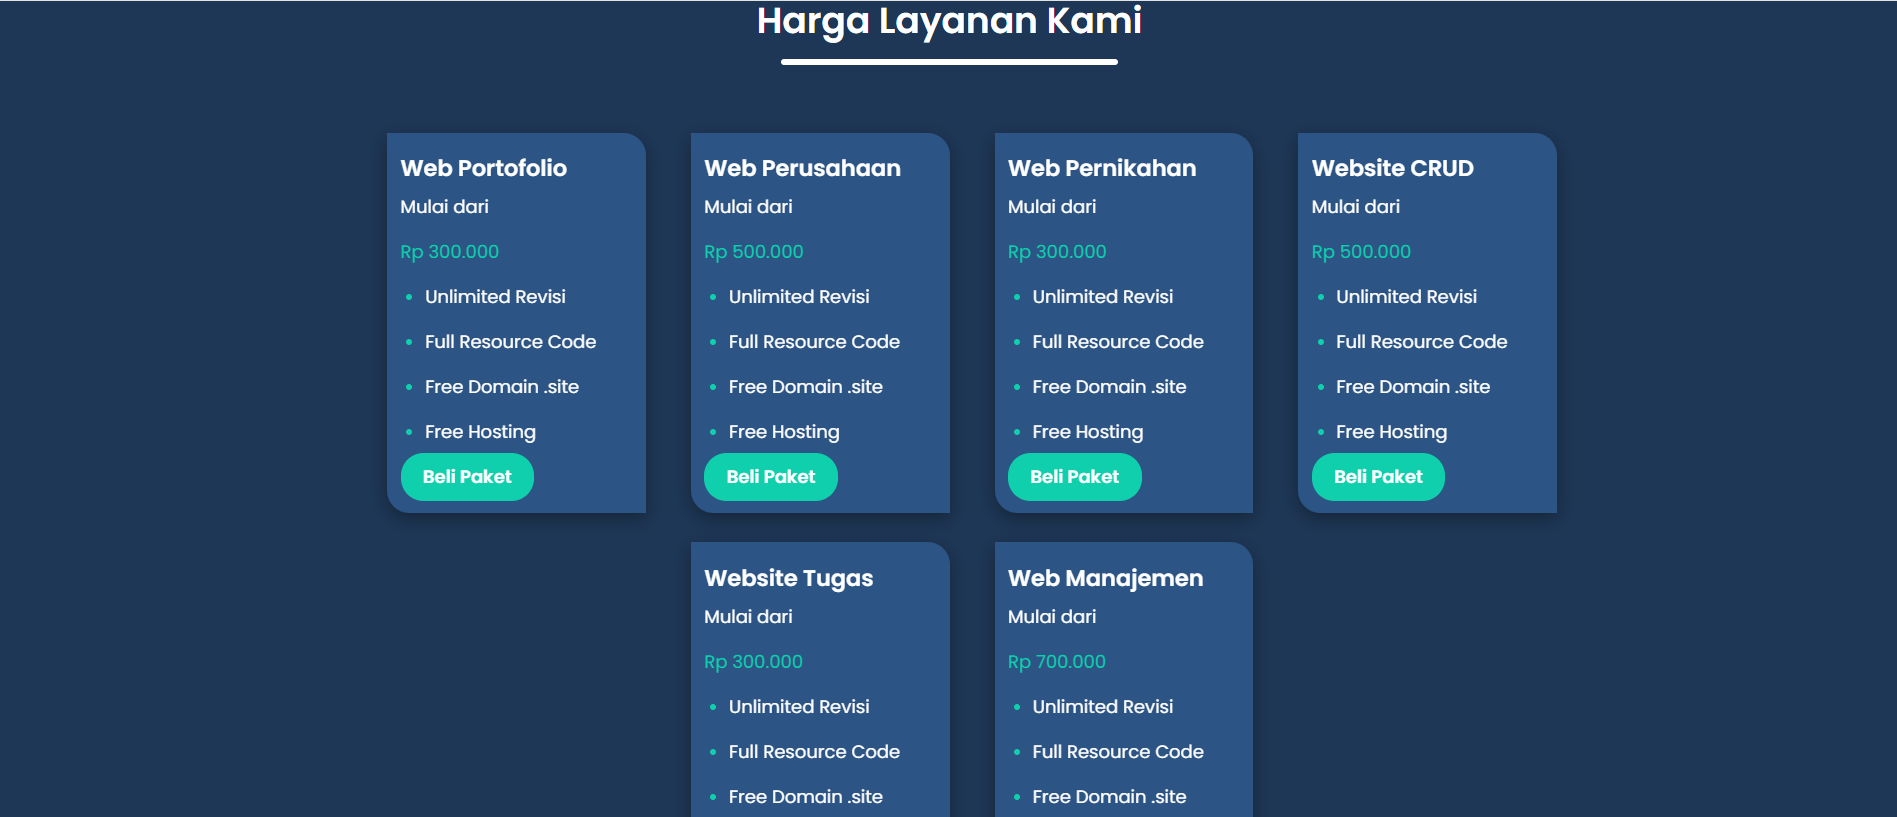 Harga Layanan Kami
Web Portofolio
Mulai dari
Rp 300.000
• Unlimited Revisi
• Full Resource Code
• Free Domain .site
• Free Hosting
Beli Paket
Web Perusahaan
Mulai dari
Rp 500.000
• Unlimited Revisi
• Full Resource Code
• Free Domain .site
• Free Hosting
Beli Paket
Web Pernikahan
Mulai dari
Rp 300.000
• Unlimited Revisi
• Full Resource Code
• Free Domain .site
• Free Hosting
Beli Paket
Website CRUD
Mulai dari
Rp 500.000
• Unlimited Revisi
• Full Resource Code
• Free Domain .site
• Free Hosting
Beli Paket
Website Tugas
Mulai dari
Rp 300.000
• Unlimited Revisi
• Full Resource Code
• Free Domain .site
Web Manajemen
Mulai dari
Rp 700.000
• Unlimited Revisi
• Full Resource Code
• Free Domain .site